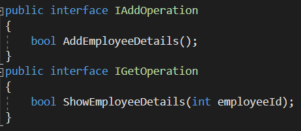 public interface IAddOperation
{
bool AddEmployeeDetails();
}
public interface IGetOperation
{
bool ShowEmployeeDetails(int employeeId);
}